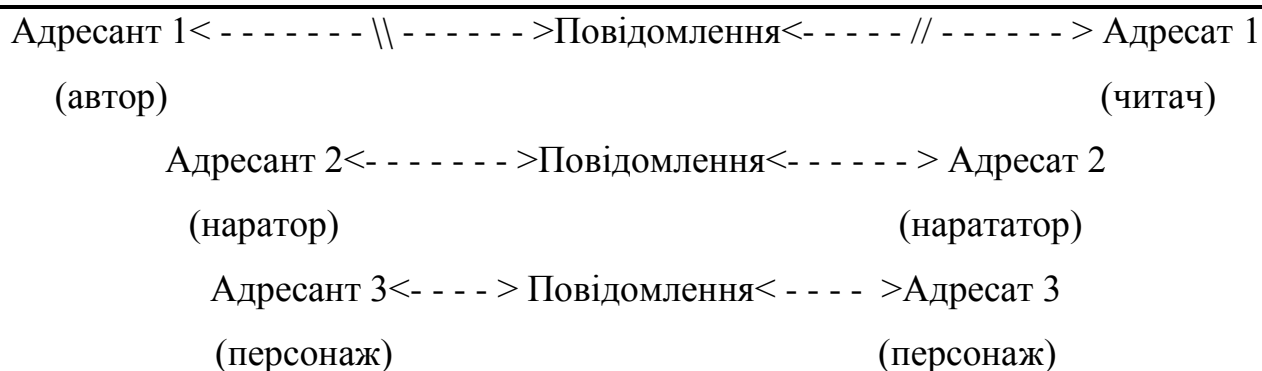 Адресант 1< - - - - - - - \\ - - - - - - >Повідомлення<- - - - - // - - - - - - > Адресат 1
(автор) (читач)
Адресант 2<- - - - - - - >Повідомлення<- - - - - - > Адресат 2
(наратор) (нарататор)
Адресант 3<- - - - > Повідомлення< - - - - >Адресат 3
(персонаж) (персонаж)